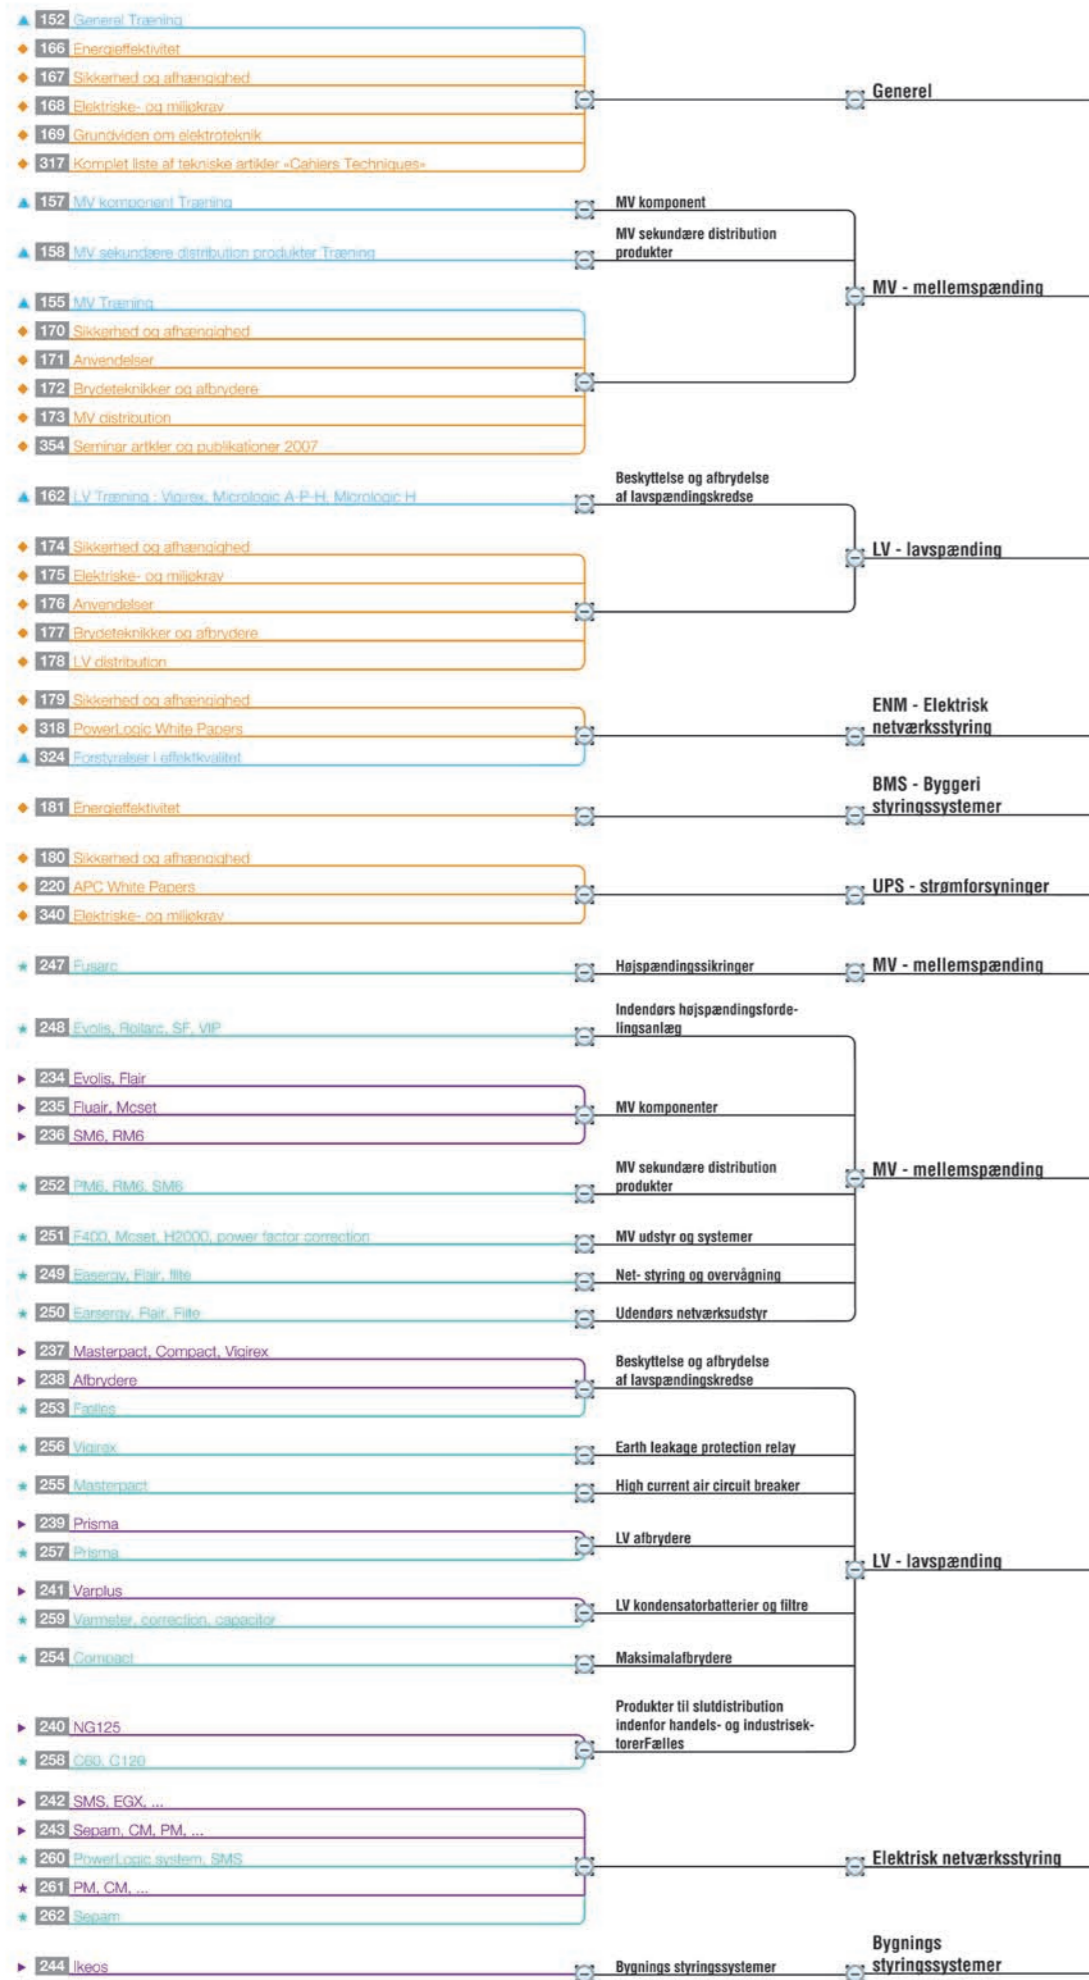 152 General Træning
166 Energieffektivitet
167 Sikkerhed og afhængighed
168 Elektriske- og miljøkrav
169 Grundviden om elektroteknik
317 Komplet liste af tekniske artikler «Cahiers Techniques»
Generel
157 MV komponent Træning
MV komponent
158 MV sekundære distribution produkter Træning
MV sekundære distribution
produkter
155 MV Træning
170 Sikkerhed og afhængighed
171 Anvendelser
172 Brydeteknikker og afbrydere
173 MV distribution
354 Seminar artkler og publikationer 2007
MV - mellemspænding
162 LV Træning : Vigirex, Micrologic A-P-H, Micrologic H
Beskyttelse og afbrydelse
af lavspændingskredse
174 Sikkerhed og afhængighed
175 Elektriske- og miljøkrav
176 Anvendelser
177 Brydeteknikker og afbrydere
178 LV distribution
LV - lavspænding
179 Sikkerhed og afhængighed
318 PowerLogic White Papers
324 Forstyrelser i effektkvalitet
ENM - Elektrisk
netværksstyring
181 Energieffektivitet
BMS - Byggeri
styringssystemer
180 Sikkerhed og afhængighed
220 APC White Papers
340 Elektriske- og miljøkrav
UPS - strømforsyninger
247 Fusarc
Højspændingssikringer
MV - mellemspænding
248 Evolis, Rollarc, SF, VIP
Indendørs højspændingsforde-
lingsanlæg
234 Evolis, Flair
235 Fluair, Mcset
236 SM6, RM6
MV komponenter
252 PM6, RM6, SM6
MV sekundære distribution
produkter
MV - mellemspænding
251 F400, Mcset, H2000, power factor correction
MV udstyr og systemer
249 Easergy, Flair, flite
Net- styring og overvågning
250 Earsergy, Flair, Flite
Udendørs netværksudstyr
237 Masterpact, Compact, Vigirex
238 Afbrydere
253 Fælles
Beskyttelse og afbrydelse
af lavspændingskredse
256 Vigirex
Earth leakage protection relay
255 Masterpact
High current air circuit breaker
239 Prisma
257 Prisma
LV afbrydere
LV - lavspænding
241 Varplus
259 Varmeter, correction, capacitor
LV kondensatorbatterier og filtre
254 Compact
Maksimalafbrydere
240 NG125
258 C60, C120
Produkter til slutdistribution
indenfor handels- og industrisek-
torerFælles
242 SMS, EGX, ...
243 Sepam, CM, PM, ...
260 PowerLogic system, SMS
261 PM, CM, ...
262 Sepam
Elektrisk netværksstyring
244 Ikeos
Bygnings styringssystemer
Bygnings
styringssystemer